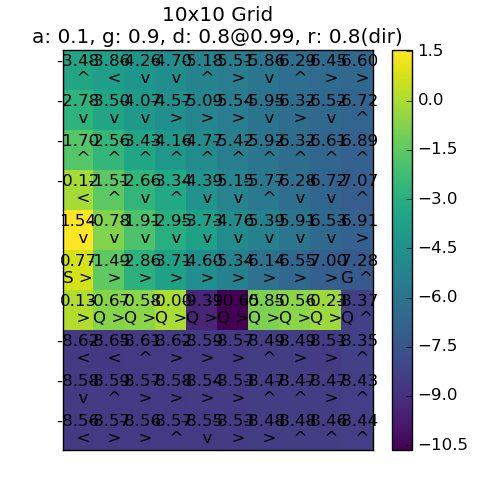 10x10 Grid
a: 0.1, g: 0.9, d: 0.8@0.99, r: 0.8(dir)
-3.48 -3.86 -4.26 -4.70 -5.18 -5.51 -5.86 -6.29 -6.45 -6.60
^ < v v ^ > v ^ > >
-2.78 -3.50 -4.07 -4.57 -5.09 -5.54 -5.95 -6.32 -6.52 -6.72
v v v > > > v > v ^
-1.70 -2.56 -3.43 -4.16 -4.77 -5.42 -5.92 -6.32 -6.61 -6.89
^ ^ ^ ^ ^ ^ ^ ^ ^ ^
-0.12 -1.51 -2.66 -3.34 -4.39 -5.15 -5.77 -6.28 -6.72 -7.07
< ^ v ^ v v ^ v v ^
1.54 -0.78 -1.91 -2.95 -3.73 -4.76 -5.39 -5.91 -6.53 -6.91
v v v v v v v v v >
0.77 -1.49 -2.86 -3.71 -4.60 -5.34 -6.14 -6.55 -7.00 -7.28
S > > > > > > > > > G ^
0.13 -0.67 -0.58 -9.39 -10.65 -8.37
> Q > Q > Q > Q > Q > Q > Q > Q > Q ^
-8.62 -8.65 -8.61 -8.62 -8.59 -8.57 -8.49 -8.49 -8.51 -8.35
< < ^ > > > ^ > > ^
-8.58 -8.59 -8.57 -8.58 -8.54 -8.53 -8.47 -8.47 -8.47 -8.43
v ^ > > > > ^ ^ > ^
-8.56 -8.57 -8.56 -8.57 -8.55 -8.53 -8.48 -8.48 -8.46 -8.44
< > > ^ v > > ^ ^ ^
1.5
0.0
−1.5
−3.0
−4.5
−6.0
−7.5
−9.0
−10.5